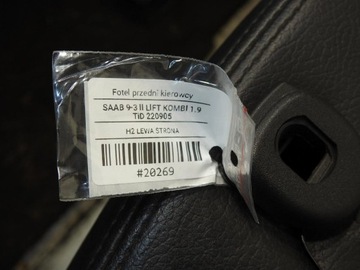 Fotel przedni kierowcy
SAAB 9-3 II LIFT KOMBI 1.9
TiD 220905
H2 LEWA STRONA
#20269